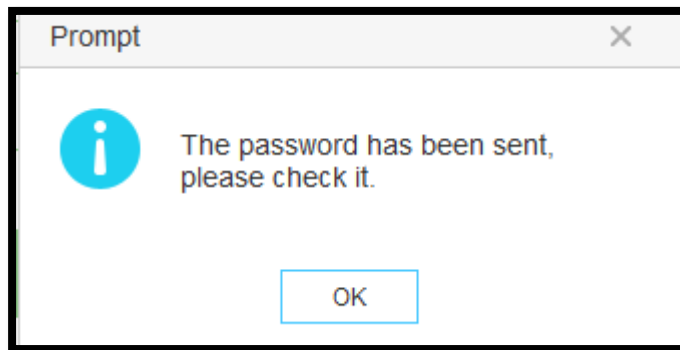 Prompt
The password has been sent,
please check it.
OK